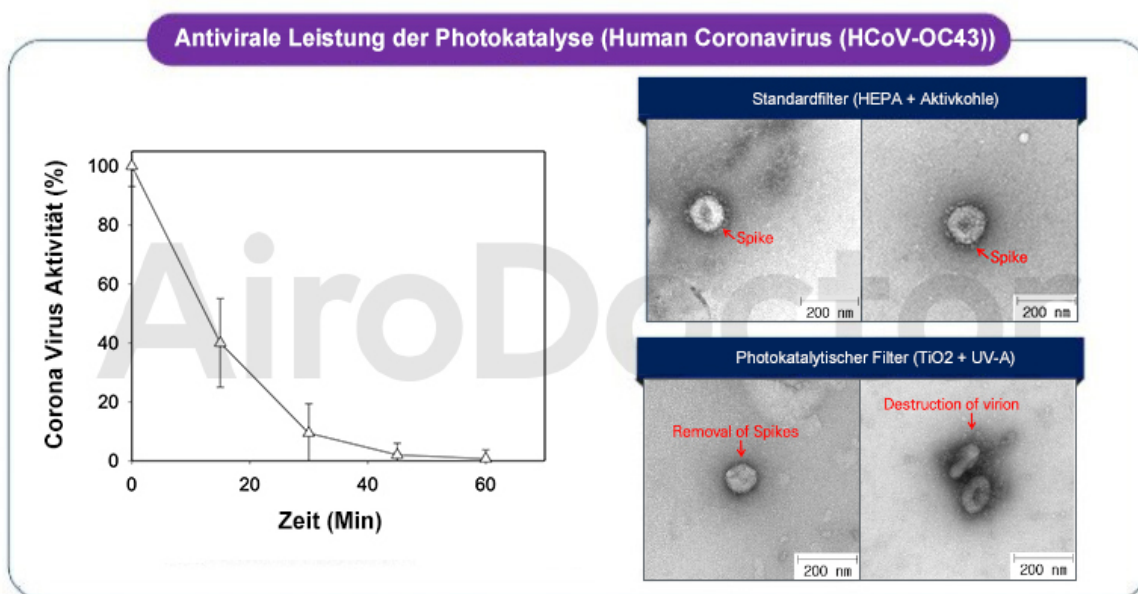 Antivirale Leistung der Photokatalyse (Human Coronavirus (HCoV-OC43))
Corona Virus Aktivität (%)
100
80
60
40
20
0
0
20
40
60
Zeit (Min)
AiroDoctor
Standardfilter (HEPA + Aktivkohle)
Spike
200 nm
Spike
200 nm
Photokatalytischer Filter (TiO2 + UV-A)
Removal of Spikes
200 nm
Destruction of virion
200 nm